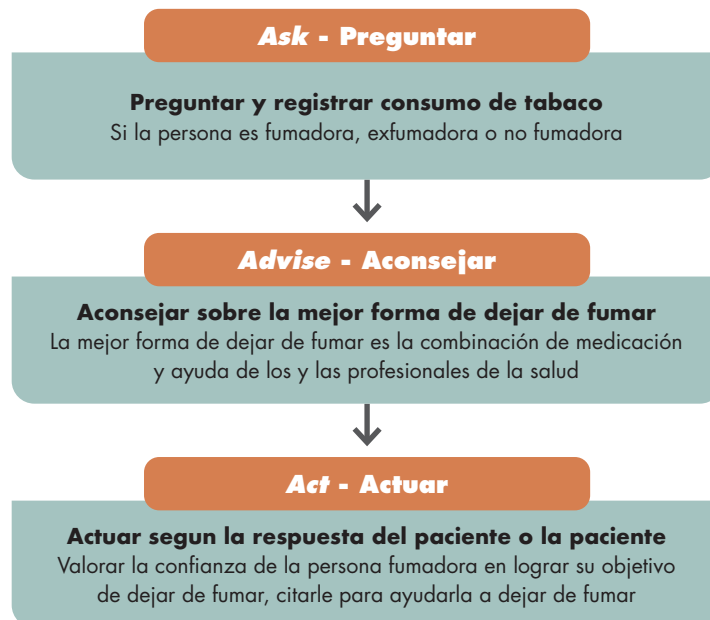 Ask - Preguntar
Preguntar y registrar consumo de tabaco
Si la persona es fumadora, exfumadora o no fumadora
Advise - Aconsejar
Aconsejar sobre la mejor forma de dejar de fumar
La mejor forma de dejar de fumar es la combinación de medicación
y ayuda de los y las profesionales de la salud
Act - Actuar
Actuar segun la respuesta del paciente o la paciente
Valorar la confianza de la persona fumadora en lograr su objetivo
de dejar de fumar, citarle para ayudarla a dejar de fumar